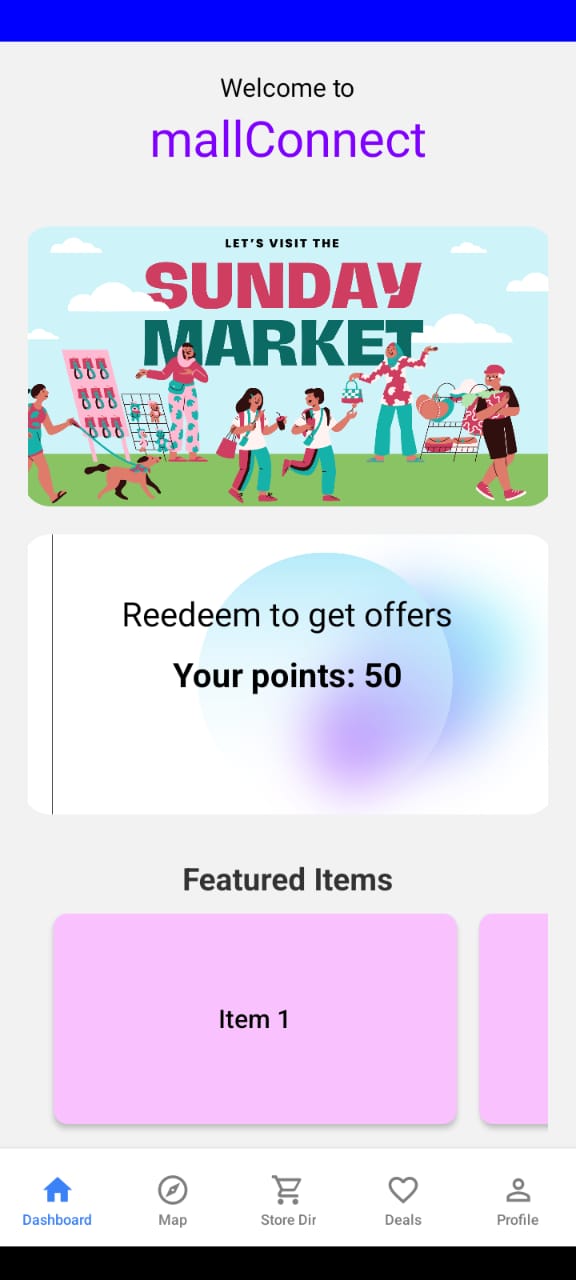 Welcome to
mallConnect
LET'S VISIT THE
SUNDAY
MARKET
Reedeem to get offers
Your points: 50
Featured Items
Item 1
Dashboard
Map
Store Dir
Deals
Profile